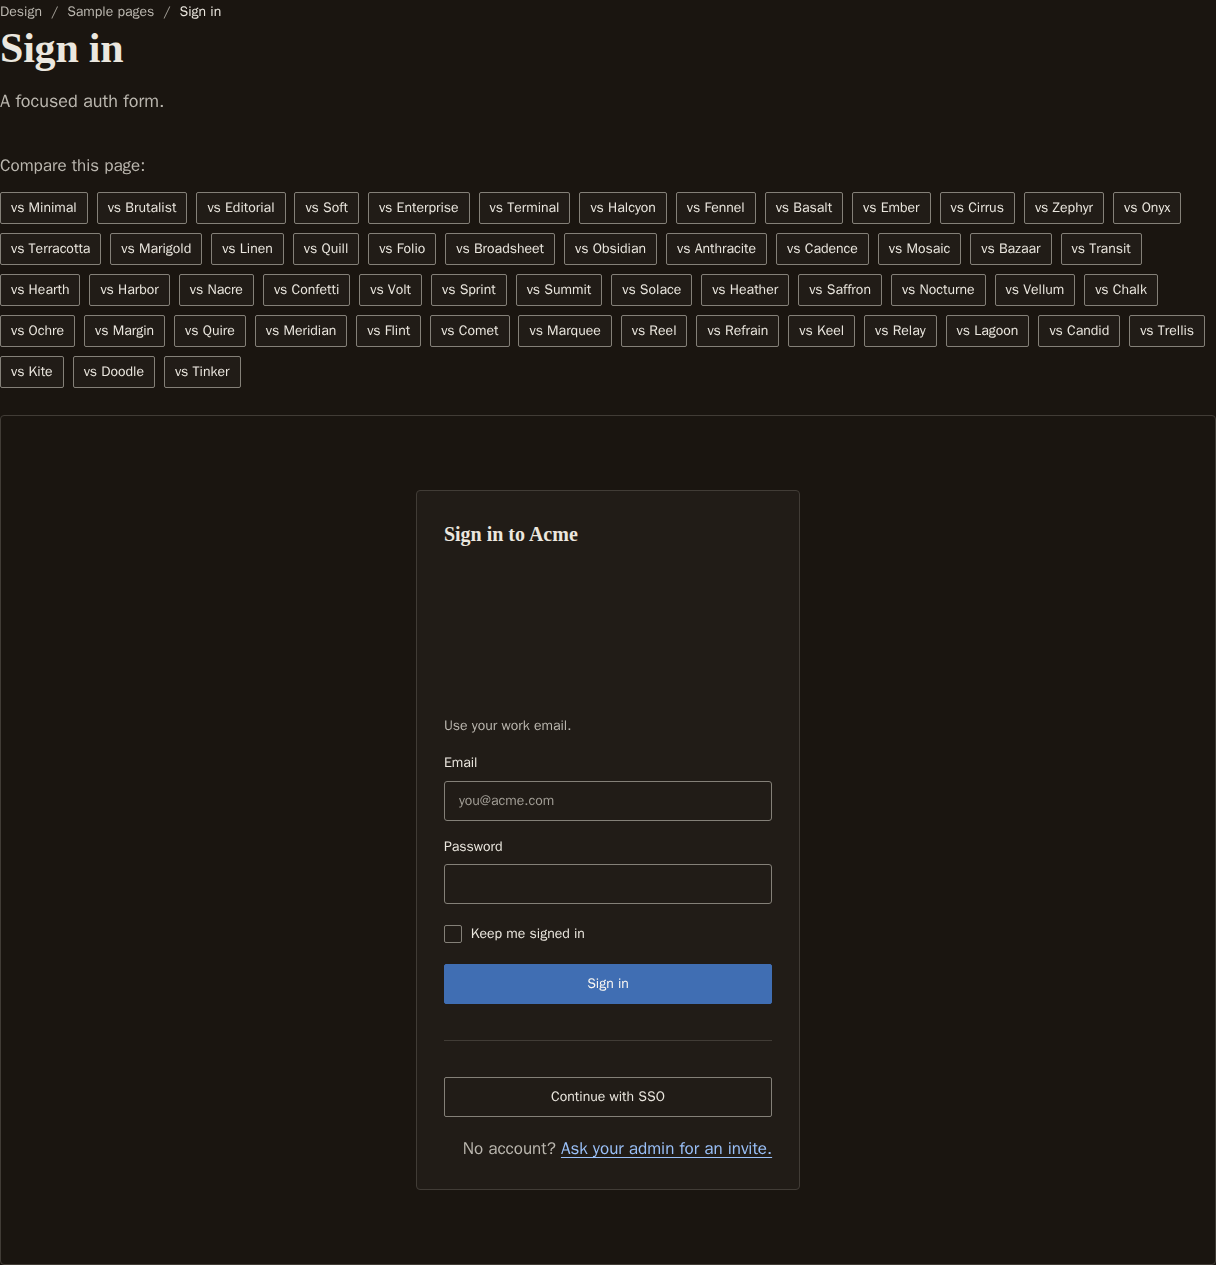 Design / Sample pages / Sign in
Sign in
A focused auth form.
Compare this page:
vs Minimal vs Brutalist vs Editorial vs Soft vs Enterprise vs Terminal vs Halcyon vs Fennel vs Basalt vs Ember vs Cirrus vs Zephyr vs Onyx
vs Terracotta vs Marigold vs Linen vs Quill vs Folio vs Broadsheet vs Obsidian vs Anthracite vs Cadence vs Mosaic vs Bazaar vs Transit
vs Hearth vs Harbor vs Nacre vs Confetti vs Volt vs Sprint vs Summit vs Solace vs Heather vs Saffron vs Nocturne vs Vellum vs Chalk
vs Ochre vs Margin vs Quire vs Meridian vs Flint vs Comet vs Marquee vs Reel vs Refrain vs Keel vs Relay vs Lagoon vs Candid vs Trellis
vs Kite vs Doodle vs Tinker
Sign in to Acme
Use your work email.
Email
you@acme.com
Password
Keep me signed in
Sign in
Continue with SSO
No account? Ask your admin for an invite.